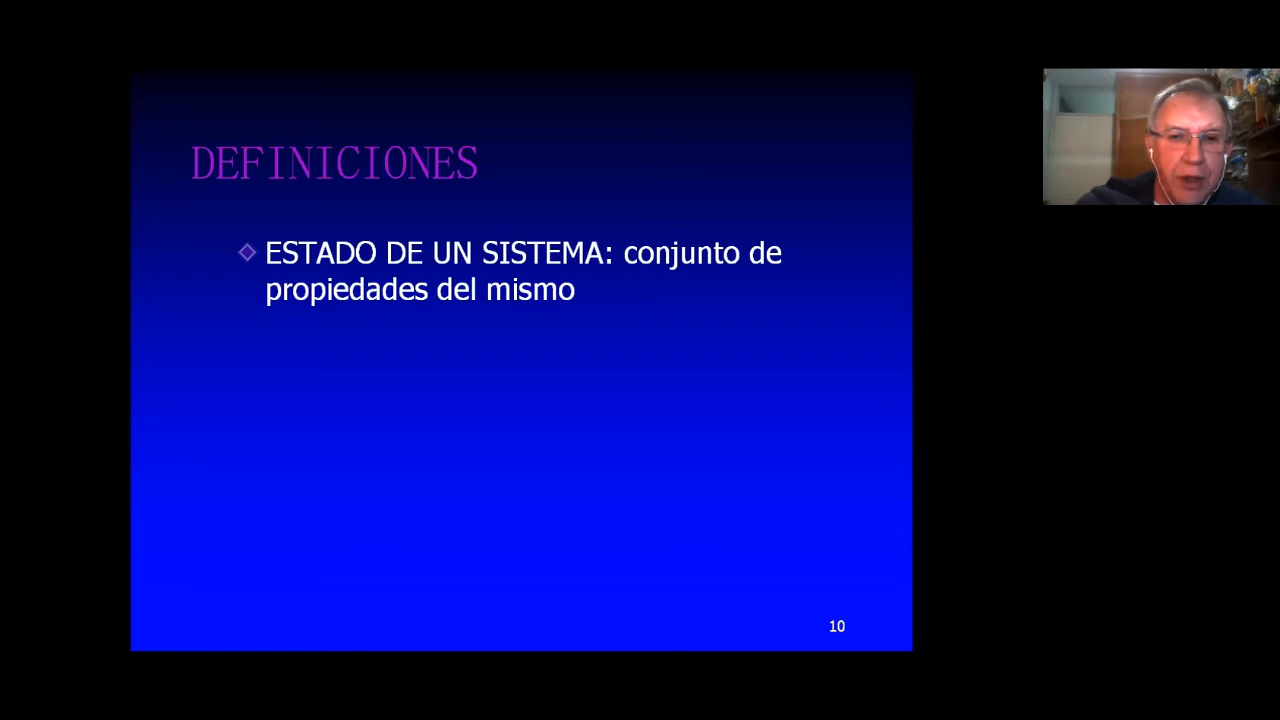 DEFINICIONES
ESTADO DE UN SISTEMA: conjunto de
propiedades del mismo
10